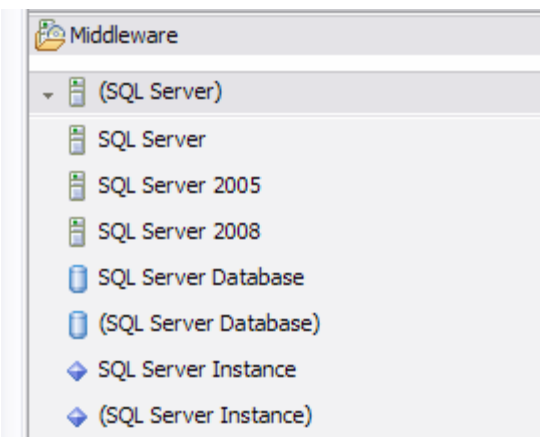 Middleware
(SQL Server)
SQL Server
SQL Server 2005
SQL Server 2008
SQL Server Database
(SQL Server Database)
SQL Server Instance
(SQL Server Instance)